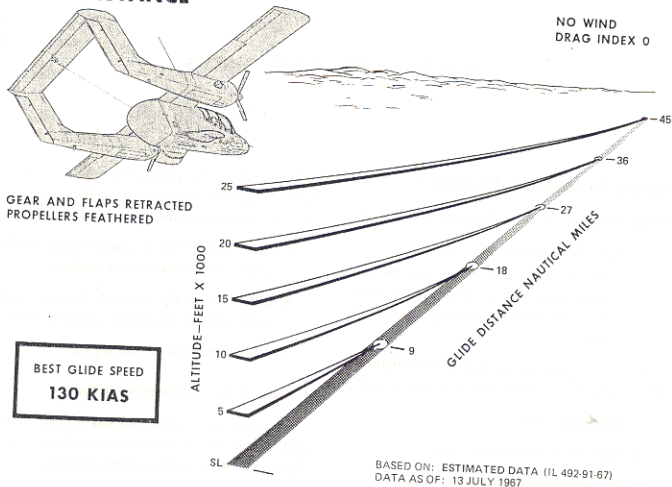 NO WIND
DRAG INDEX 0
GEAR AND FLAPS RETRACTED
PROPELLERS FEATHERED
45
36
27
18
9
25
20
15
10
5
SL
ALTITUDE—FEET X 1000
GLIDE DISTANCE NAUTICAL MILES
BEST GLIDE SPEED
130 KIAS
BASED ON: ESTIMATED DATA (IL 492-91-67)
DATA AS OF: 13 JULY 1967